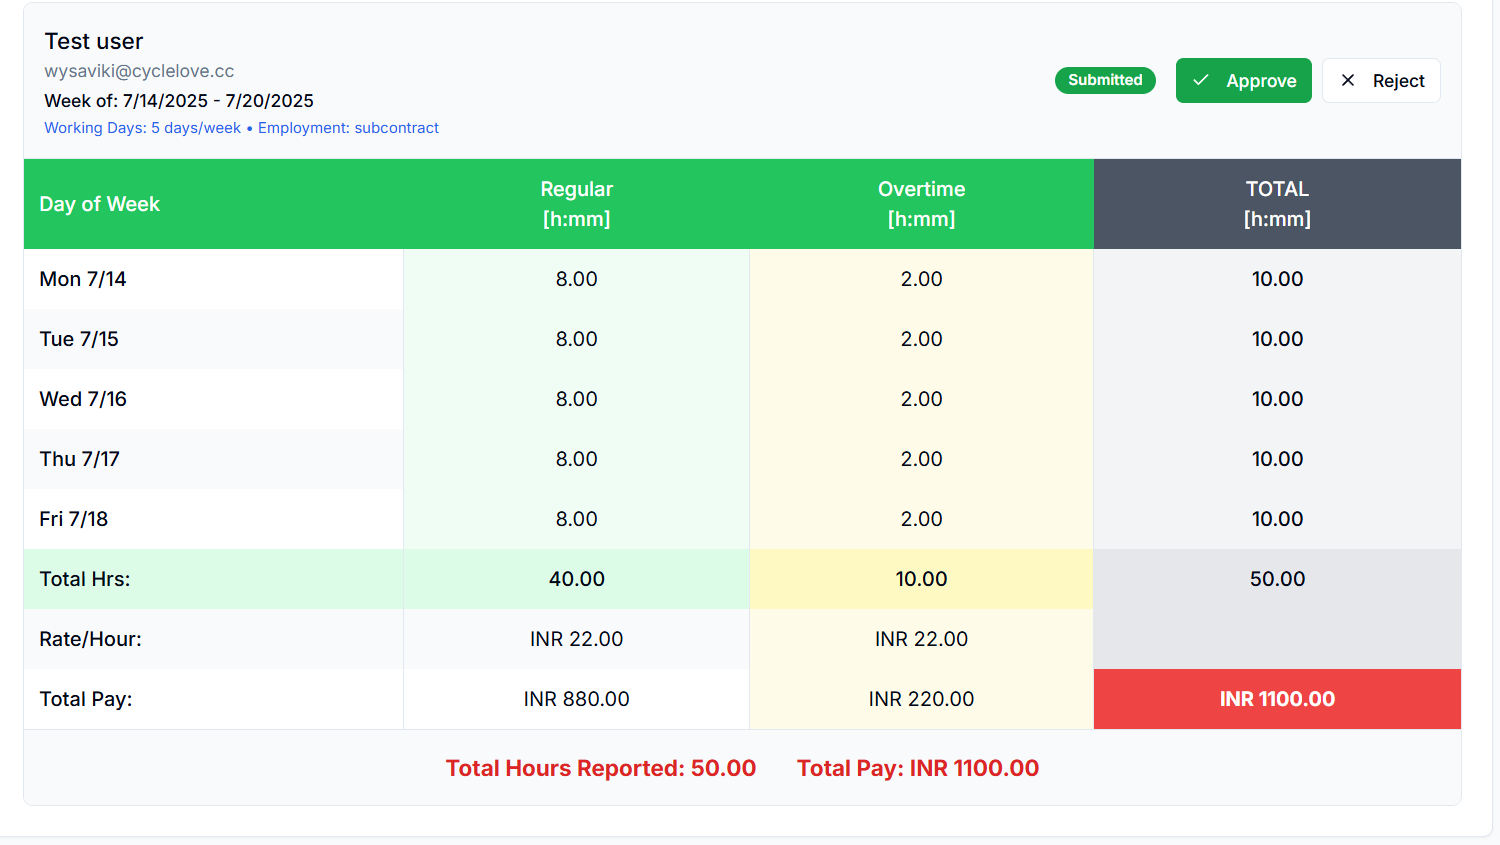 Test user
wysaviki@cyclelove.cc
Week of: 7/14/2025 - 7/20/2025
Working Days: 5 days/week • Employment: subcontract
Submitted
Approve
Reject
Day of Week Regular [h:mm] Overtime [h:mm] TOTAL [h:mm]
Mon 7/14 8.00 2.00 10.00
Tue 7/15 8.00 2.00 10.00
Wed 7/16 8.00 2.00 10.00
Thu 7/17 8.00 2.00 10.00
Fri 7/18 8.00 2.00 10.00
Total Hrs: 40.00 10.00 50.00
Rate/Hour: INR 22.00 INR 22.00
Total Pay: INR 880.00 INR 220.00 INR 1100.00
Total Hours Reported: 50.00 Total Pay: INR 1100.00